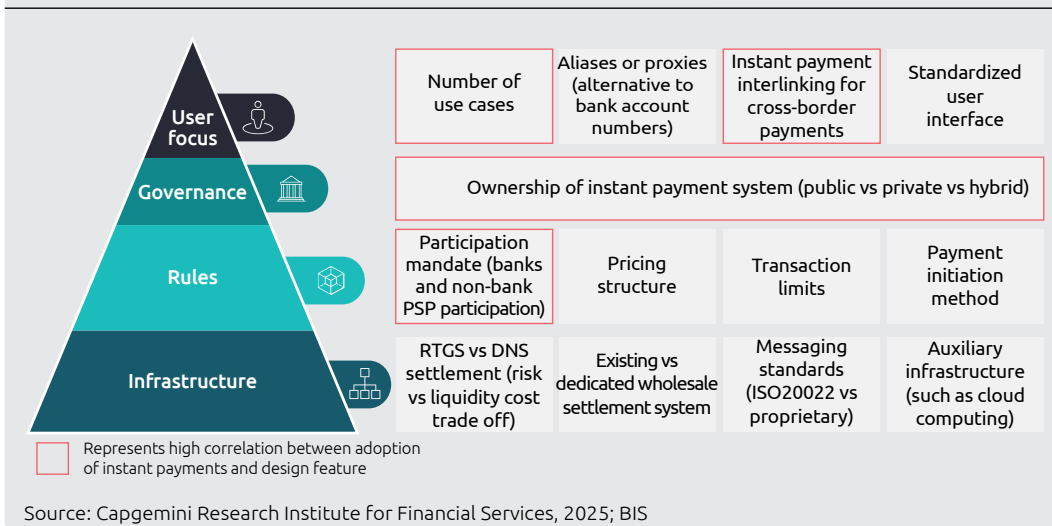 User
focus
Number of
use cases
Aliases or proxies
(alternative to
bank account
numbers)
Instant payment
interlinking for
cross-border
payments
Standardized
user
interface
Governance
Ownership of instant payment system (public vs private vs hybrid)
Rules
Participation
mandate (banks
and non-bank
PSP participation)
Pricing
structure
Transaction
limits
Payment
initiation
method
Infrastructure
RTGS vs DNS
settlement (risk
vs liquidity cost
trade off)
Existing vs
dedicated wholesale
settlement system
Messaging
standards
(ISO20022 vs
proprietary)
Auxiliary
infrastructure
(such as cloud
computing)
Represents high correlation between adoption
of instant payments and design feature
Source: Capgemini Research Institute for Financial Services, 2025; BIS